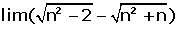 lim(√(n² − 2) − √(n² + n))